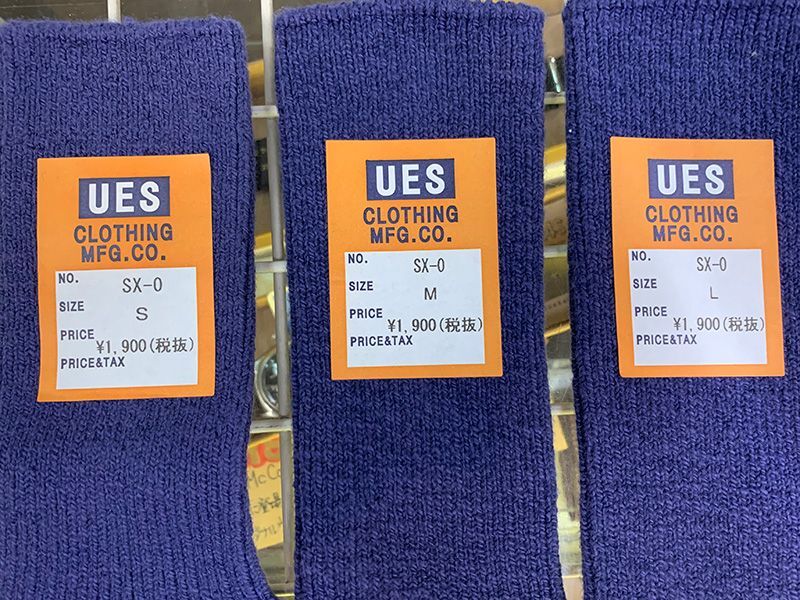 UES
CLOTHING
MFG.CO.
NO. SX-0
SIZE S
PRICE
¥1,900(税抜)
PRICE&TAX
UES
CLOTHING
MFG.CO.
NO. SX-0
SIZE M
PRICE
¥1,900(税抜)
PRICE&TAX
UES
CLOTHING
MFG.CO.
NO. SX-0
SIZE L
PRICE
¥1,900(税抜)
PRICE&TAX